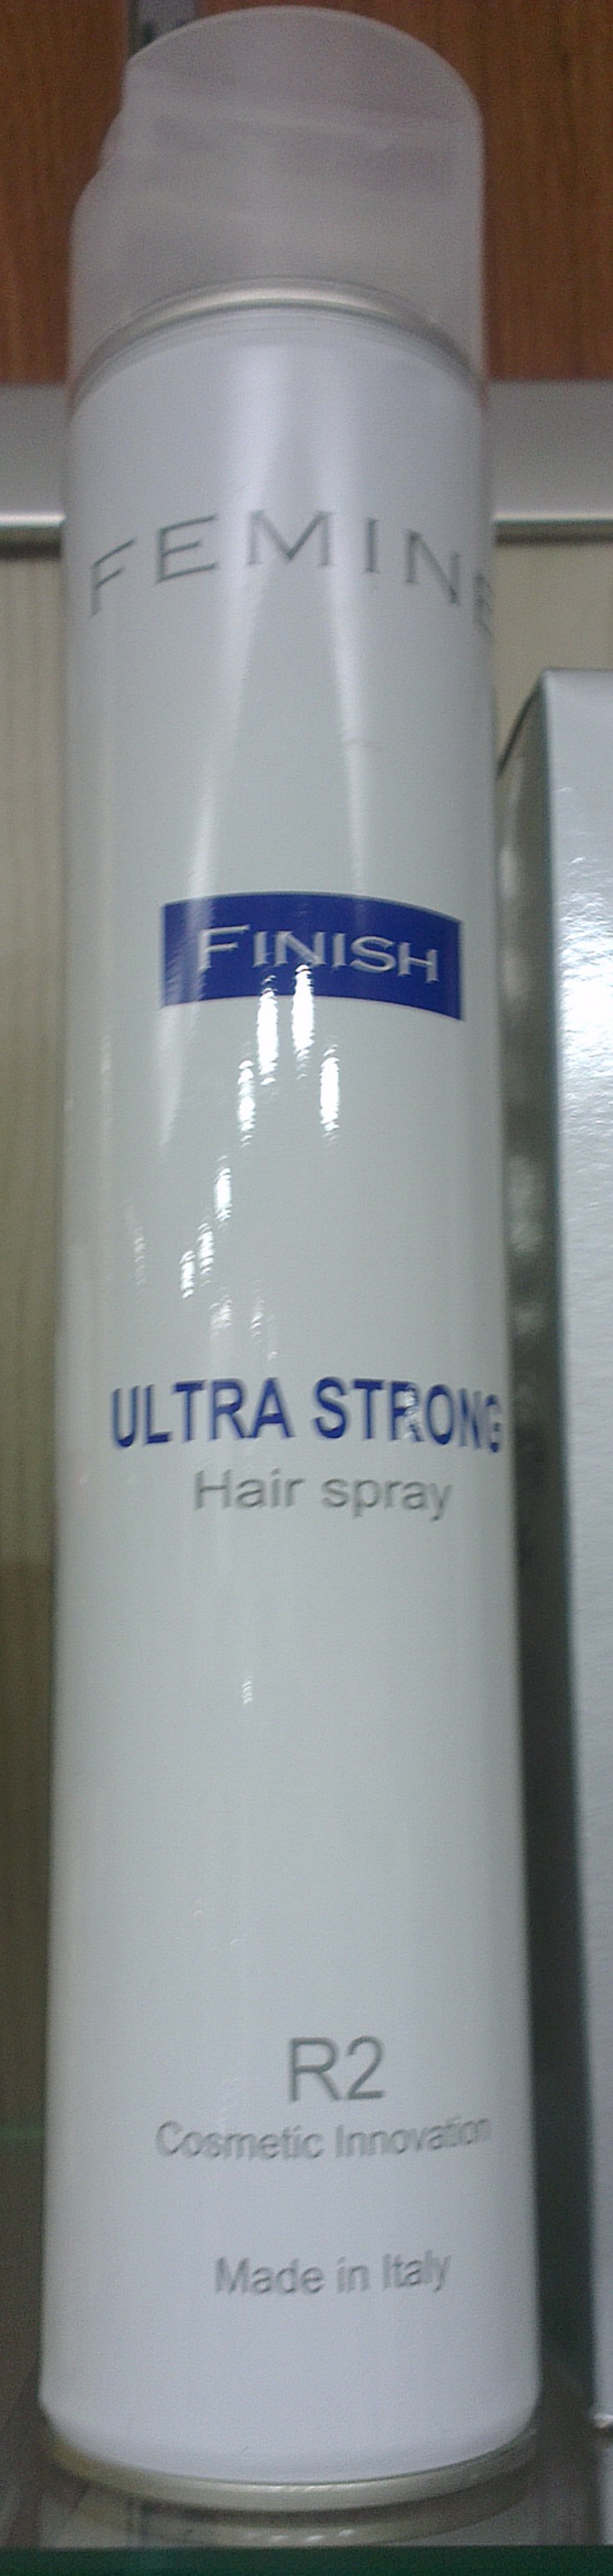 FEMINE
FINISH
ULTRA STRONG
Hair spray
R2
Cosmetic Innovation
Made in Italy